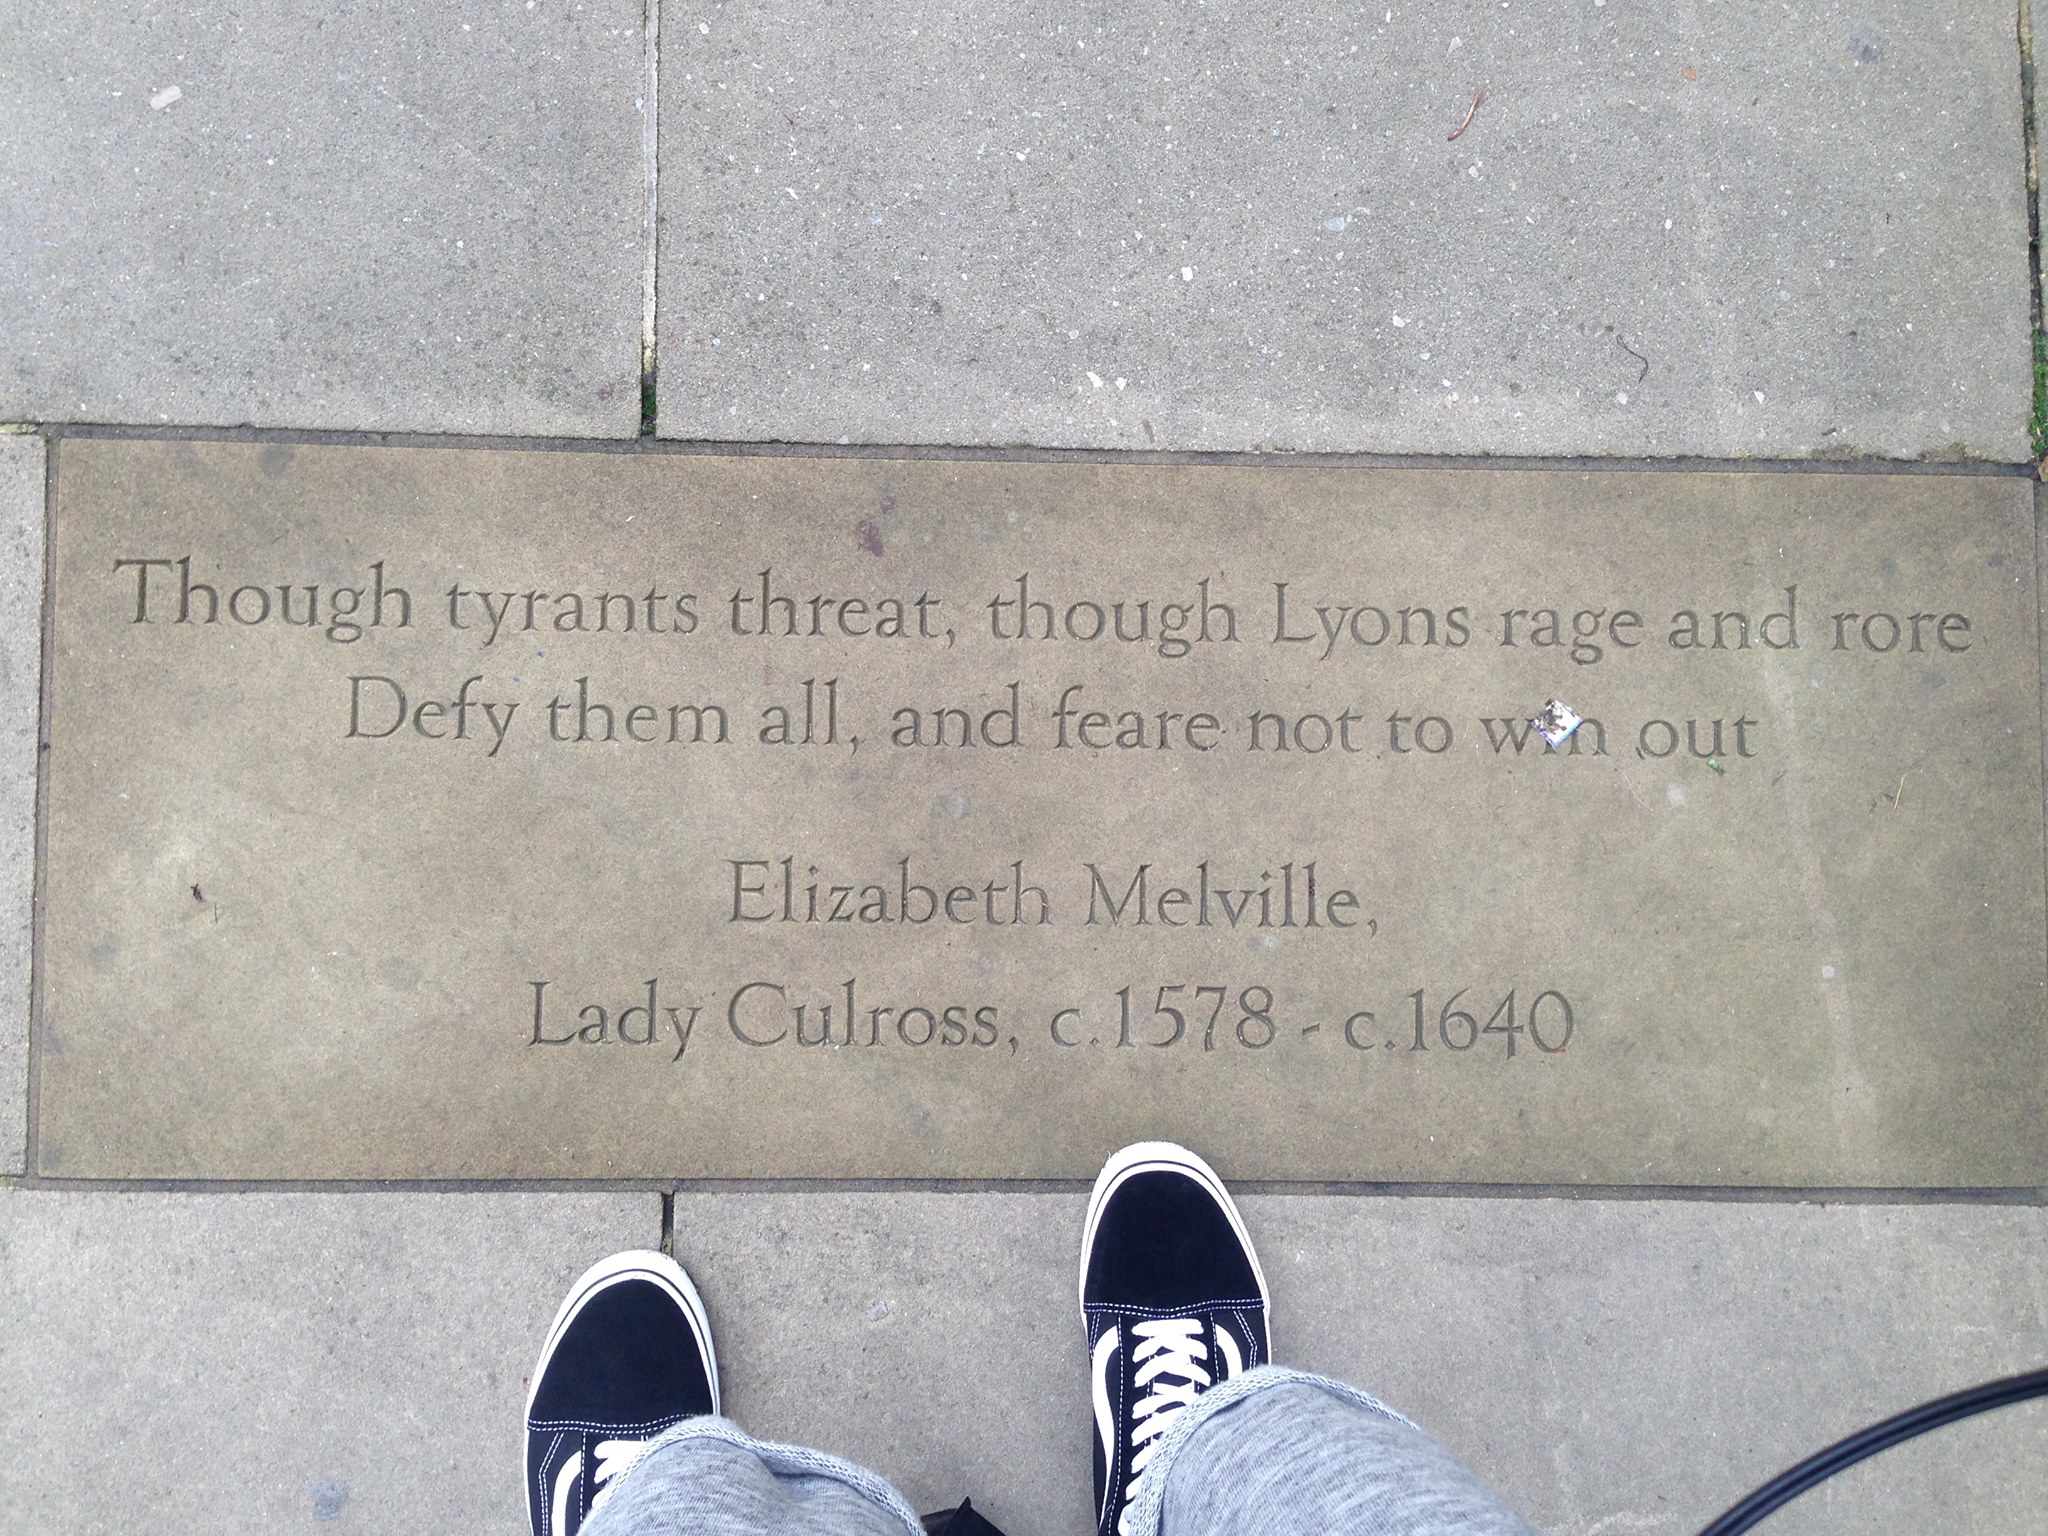 Though tyrants threat, though Lyons rage and rore
Defy them all, and feare not to win out
Elizabeth Melville,
Lady Culross, c.1578 - c.1640